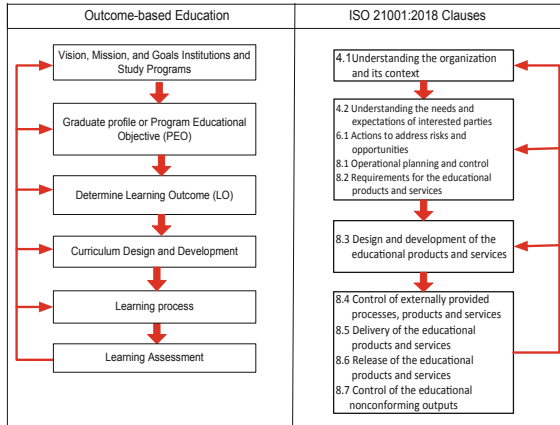 Outcome-based Education
Vision, Mission, and Goals Institutions and
Study Programs
Graduate profile or Program Educational
Objective (PEO)
Determine Learning Outcome (LO)
Curriculum Design and Development
Learning process
Learning Assessment
ISO 21001:2018 Clauses
4.1Understanding the organization
and its context
4.2 Understanding the needs and
expectations of interested parties
6.1 Actions to address risks and
opportunities
8.1 Operational planning and control
8.2 Requirements for the educational
products and services
8.3 Design and development of the
educational products and services
8.4 Control of externally provided
processes, products and services
8.5 Delivery of the educational
products and services
8.6 Release of the educational
products and services
8.7 Control of the educational
nonconforming outputs